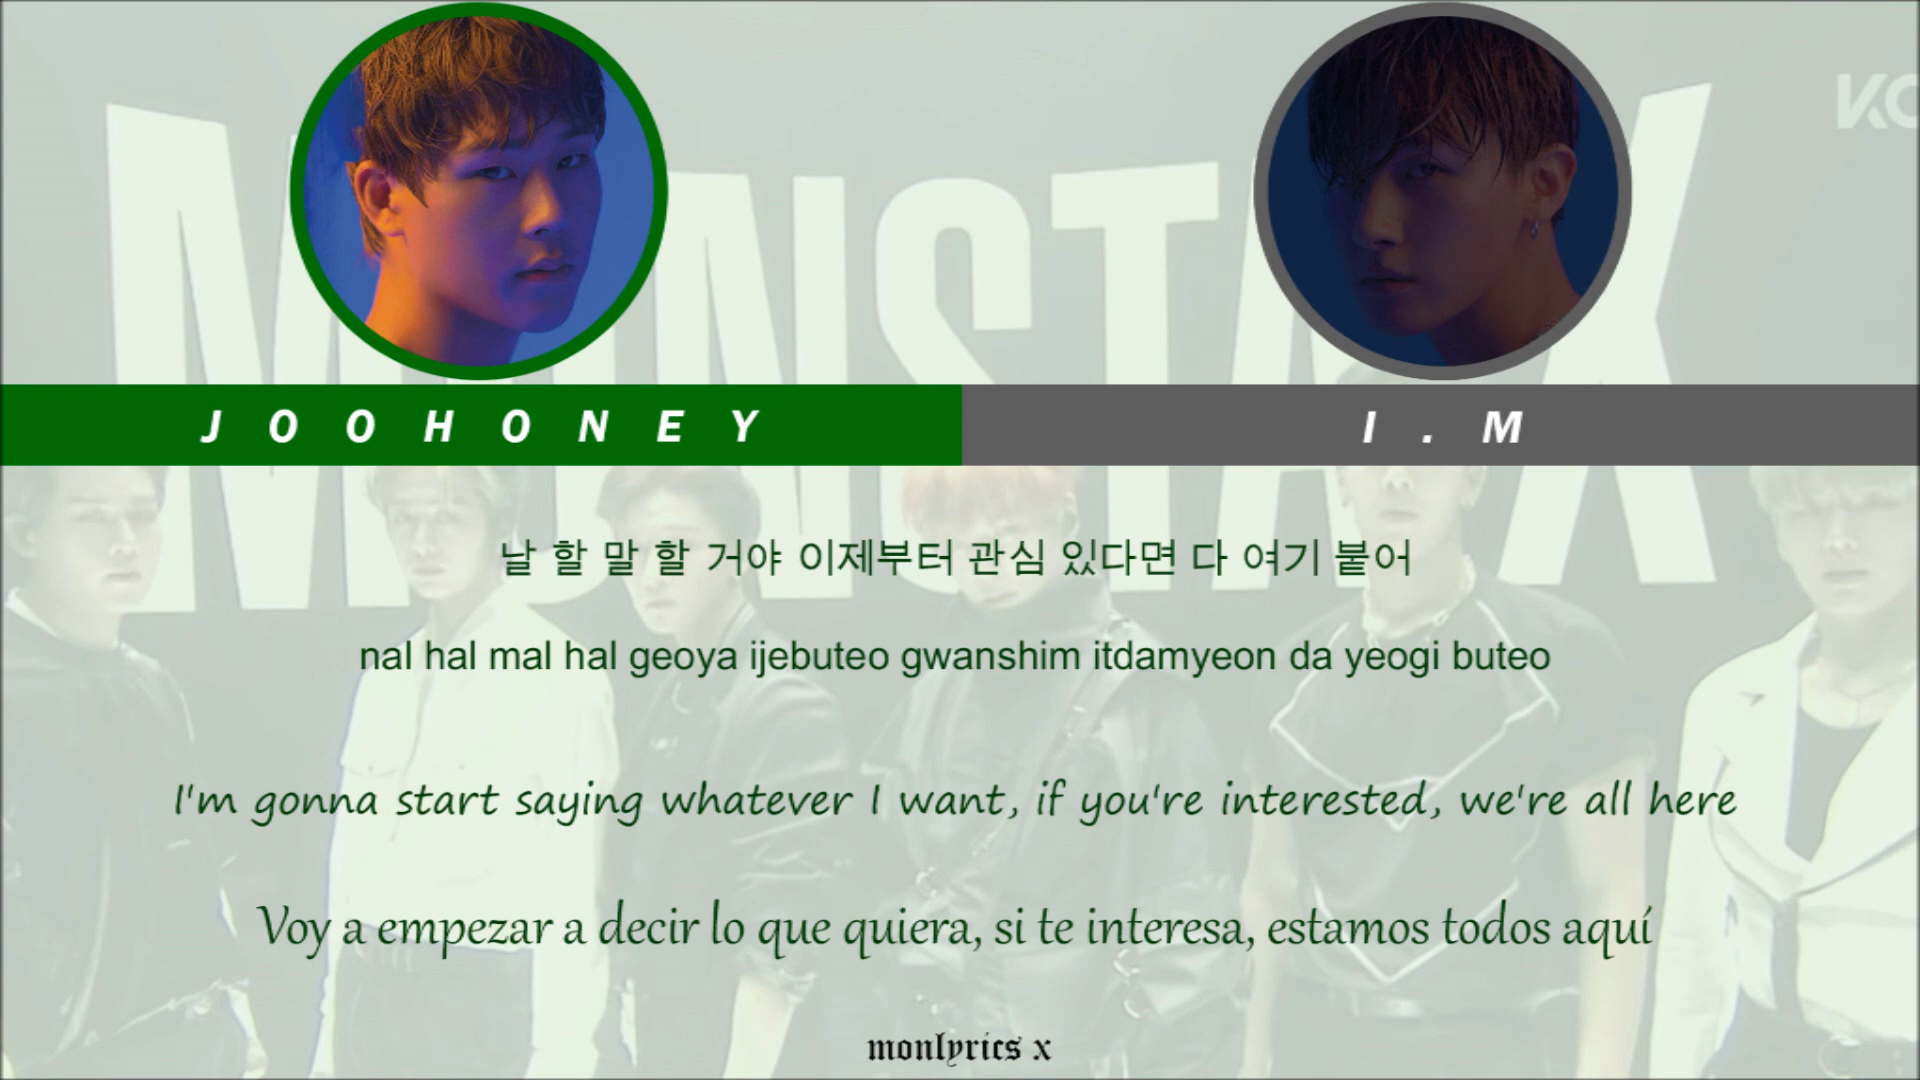 MONSTA X
KC
JOOHONEY
I.M
날 할 말 할 거야 이제부터 관심 있다면 다 여기 붙어
nal hal mal hal geoya ijebuteo gwanshim itdamyeon da yeogi buteo
I'm gonna start saying whatever I want, if you're interested, we're all here
Voy a empezar a decir lo que quiera, si te interesa, estamos todos aquí
monlyrics x